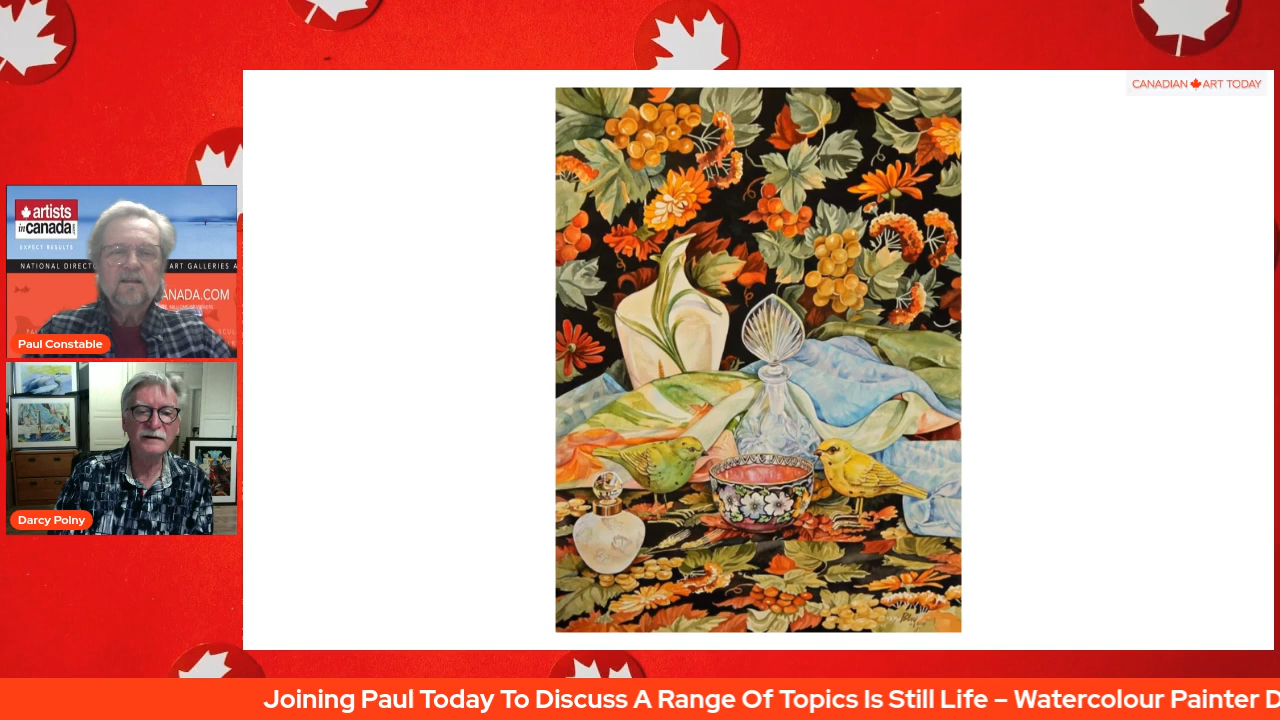 CANADIAN ART TODAY
artists
in canada
EXPECT RESULTS
NATIONAL DIRECTO ART GALLERIES A
ANADA.COM
Paul Constable
Darcy Polny
Joining Paul Today To Discuss A Range Of Topics Is Still Life – Watercolour Painter D